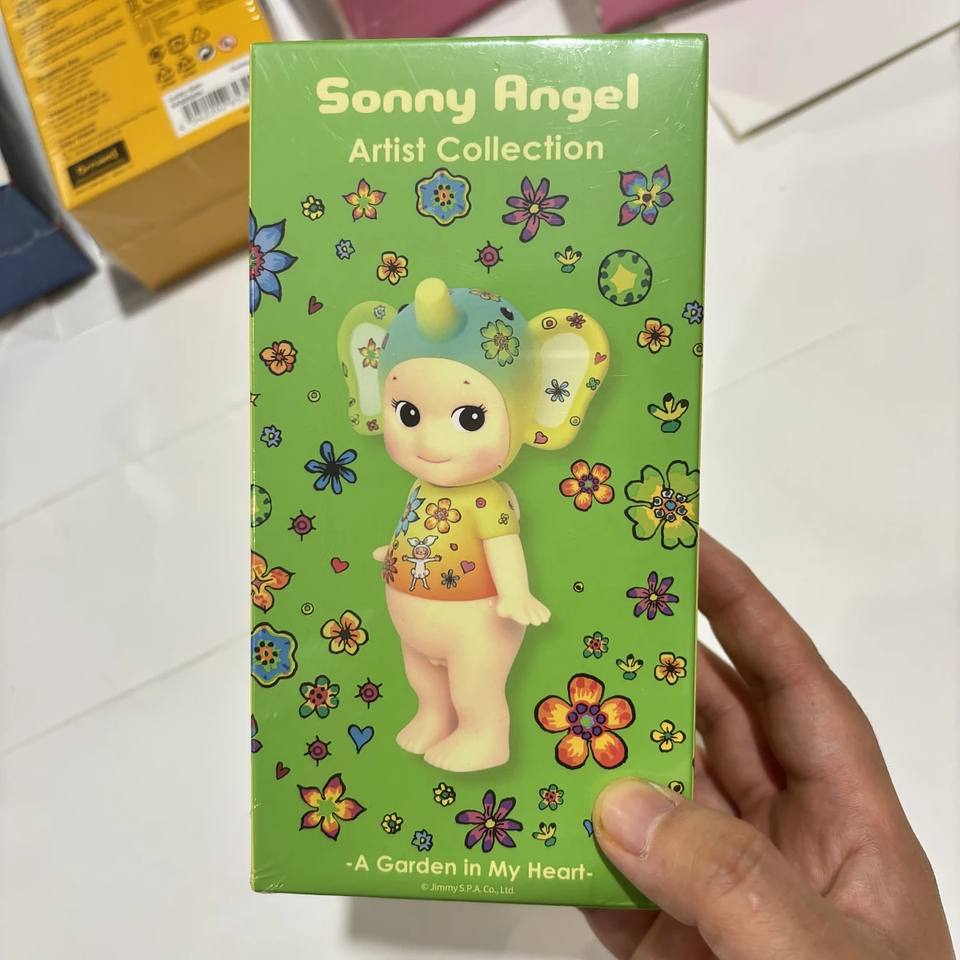 Sonny Angel
Artist Collection
-A Garden in My Heart-
© Jimmy S.P.A. Co., Ltd.